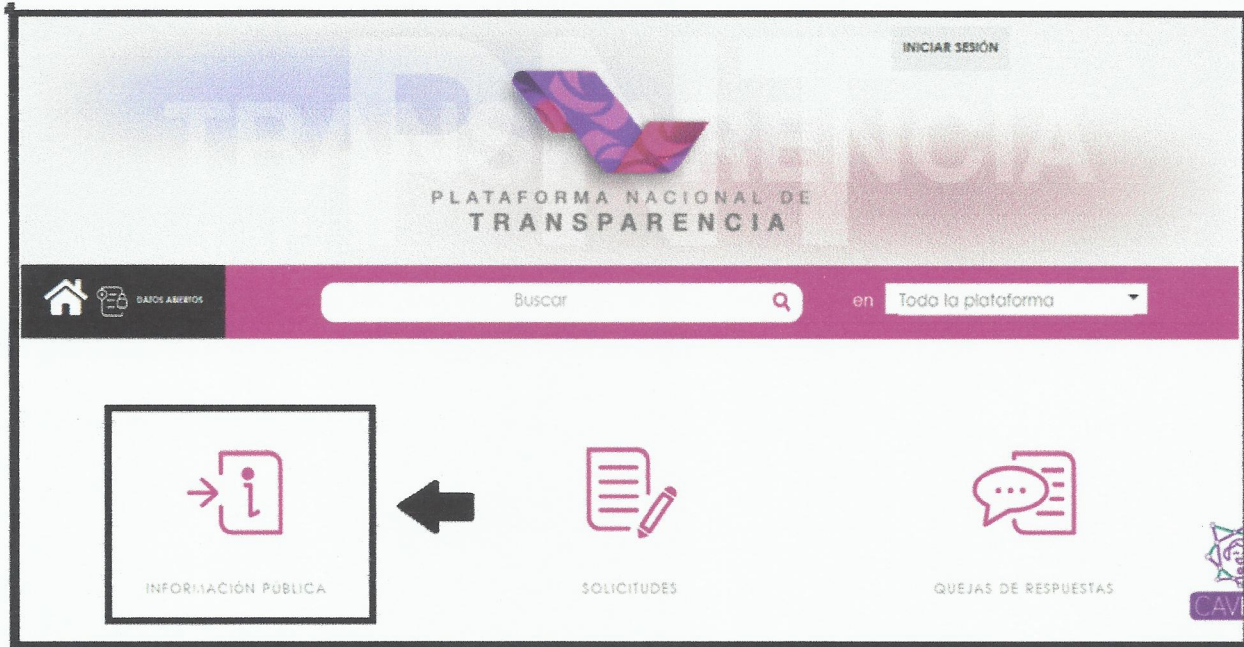 INICIAR SESIÓN
PLATAFORMA NACIONAL DE
TRANSPARENCIA
DATOS ABIERTOS
Buscar
en
Toda la plataforma
INFORMACIÓN PÚBLICA
SOLICITUDES
QUEJAS DE RESPUESTAS